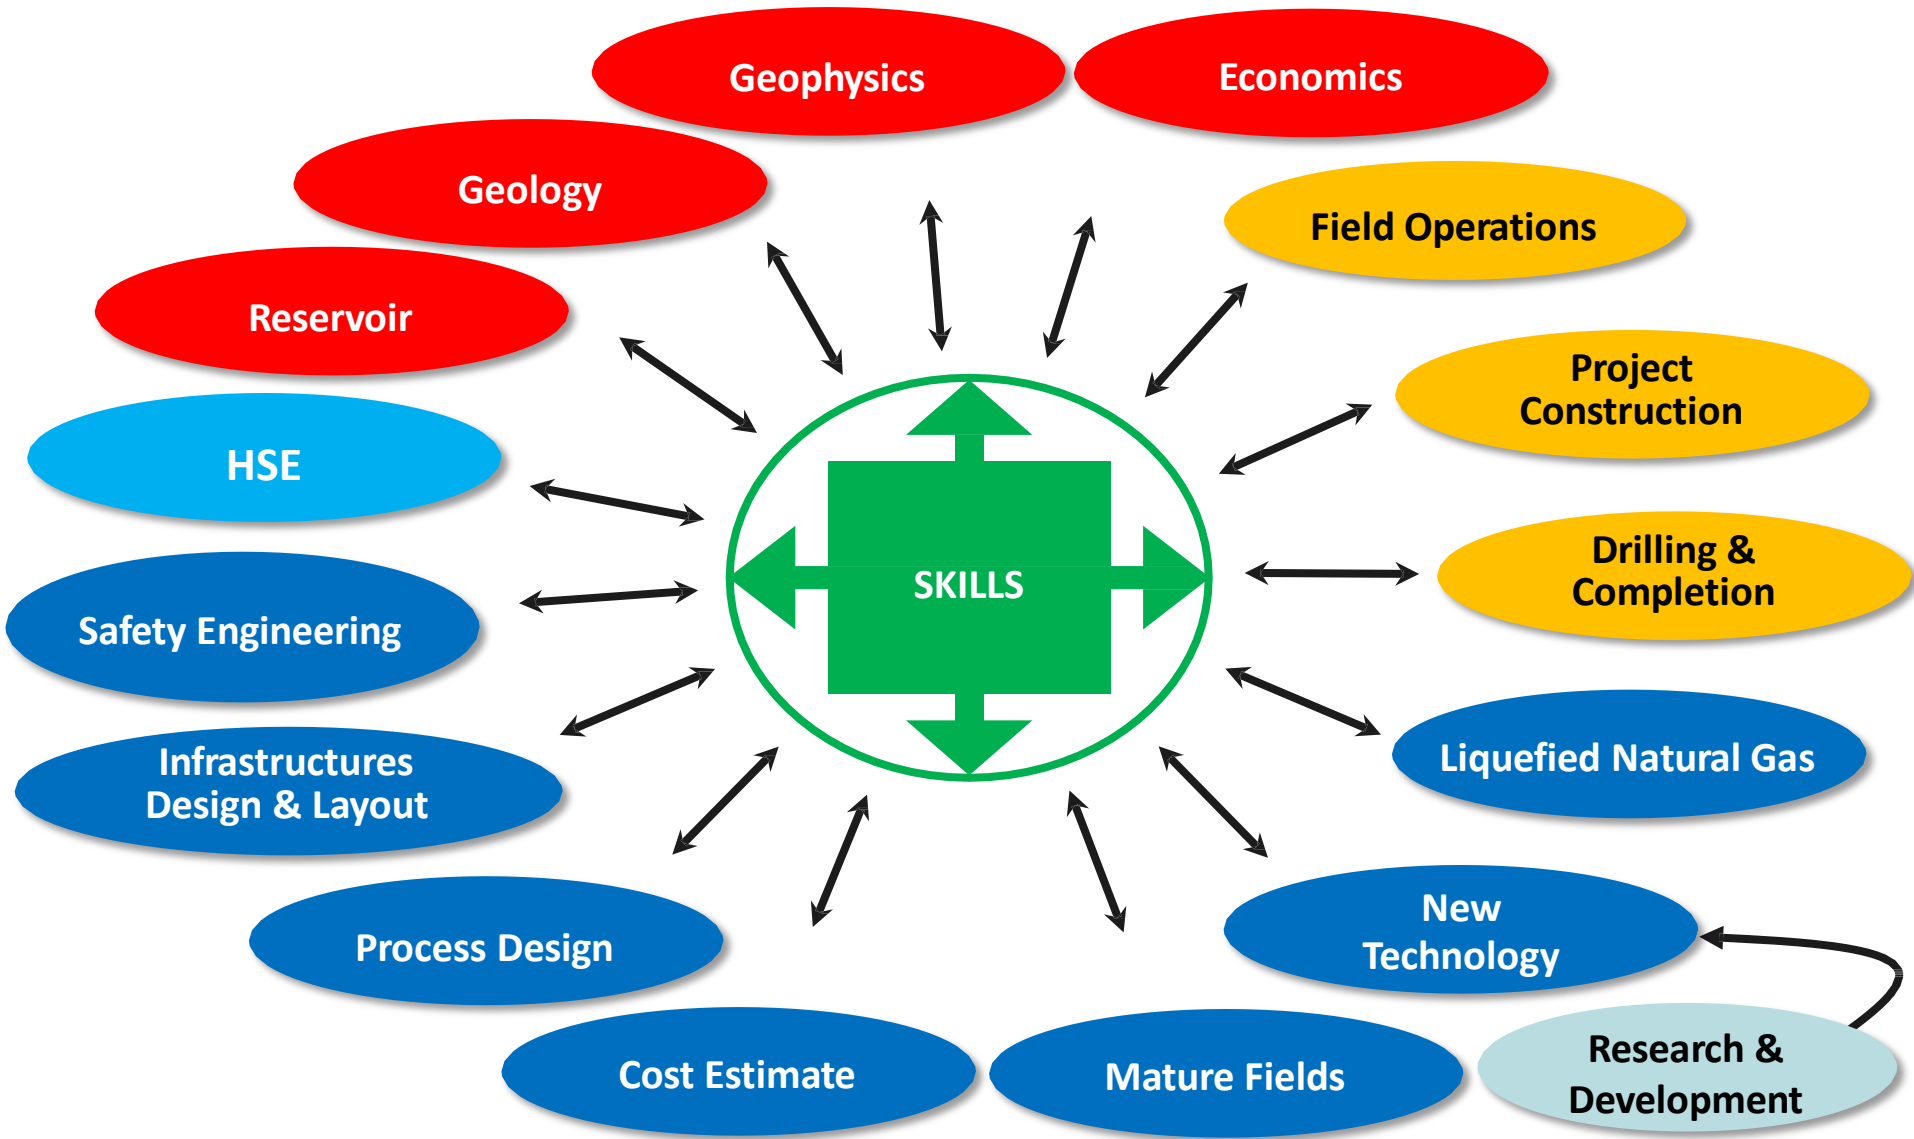 Geophysics
Economics
Geology
Field Operations
Reservoir
Project
Construction
HSE
Drilling &
Completion
SKILLS
Safety Engineering
Infrastructures
Design & Layout
Liquefied Natural Gas
Process Design
New
Technology
Cost Estimate
Mature Fields
Research &
Development